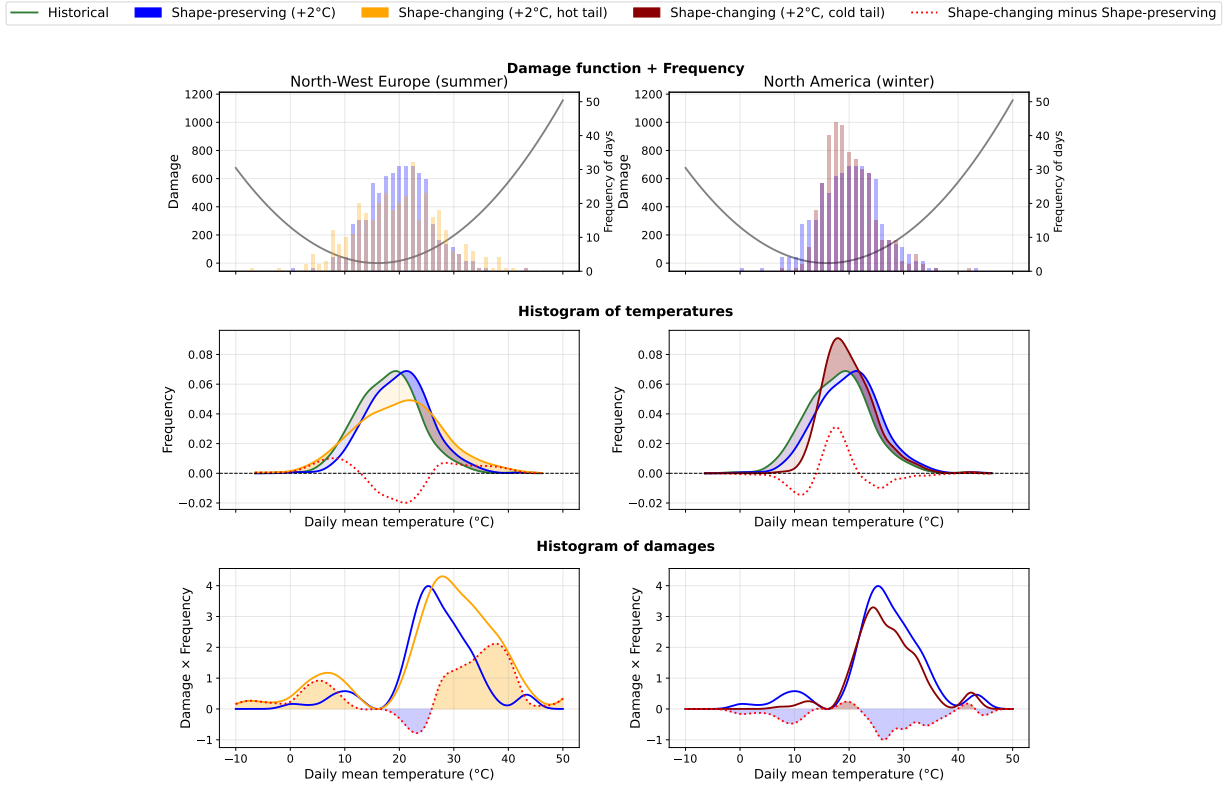 Historical Shape-preserving (+2°C) Shape-changing (+2°C, hot tail) Shape-changing (+2°C, cold tail) Shape-changing minus Shape-preserving
Damage function + Frequency
North-West Europe (summer) North America (winter)
Damage
1200
1000
800
600
400
200
0
50
40
30
20
10
0
Frequency of days
Damage
1200
1000
800
600
400
200
0
50
40
30
20
10
0
Frequency of days
Histogram of temperatures
Frequency
0.08
0.06
0.04
0.02
0.00
−0.02
Daily mean temperature (°C)
Frequency
0.08
0.06
0.04
0.02
0.00
−0.02
Daily mean temperature (°C)
Histogram of damages
Damage × Frequency
4
3
2
1
0
−1
−10 0 10 20 30 40 50
Daily mean temperature (°C)
Damage × Frequency
4
3
2
1
0
−1
−10 0 10 20 30 40 50
Daily mean temperature (°C)